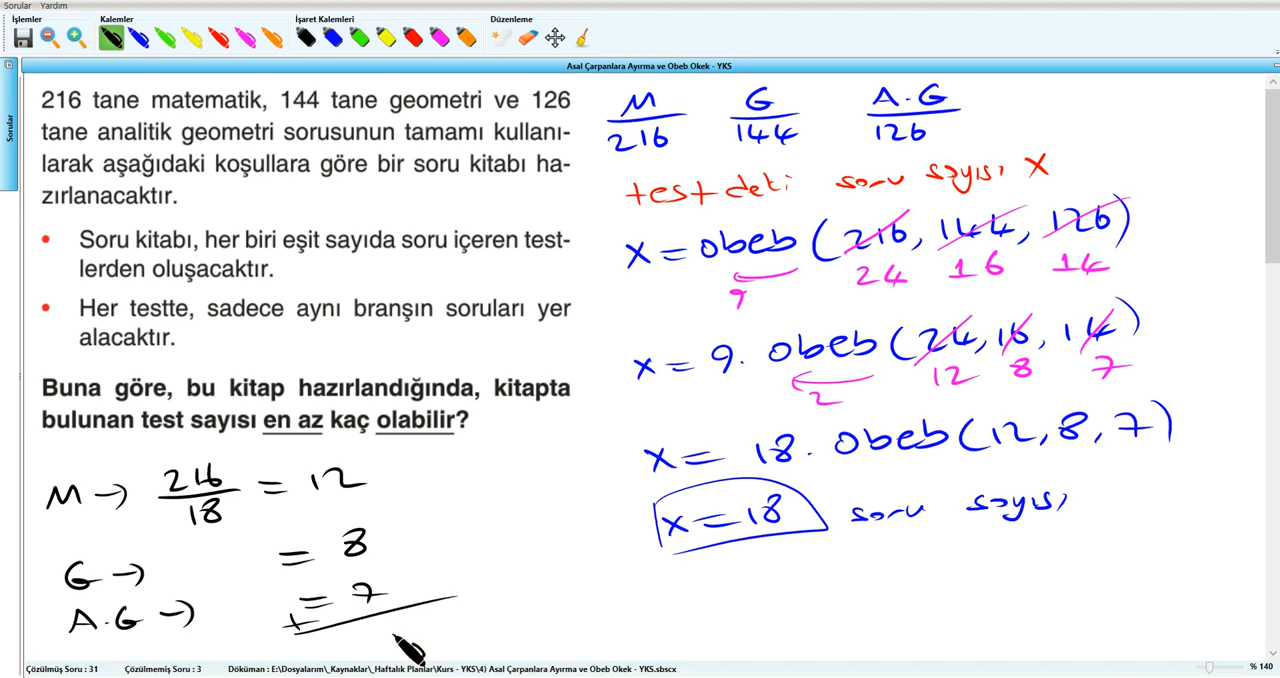 Sorular Yardım
İşlemler Kalemler İşaret Kalemleri Düzenleme
Asal Çarpanlara Ayırma ve Obeb Okek - YKS
Sorular
216 tane matematik, 144 tane geometri ve 126
tane analitik geometri sorusunun tamamı kullanı-
larak aşağıdaki koşullara göre bir soru kitabı ha-
zırlanacaktır.
• Soru kitabı, her biri eşit sayıda soru içeren test-
lerden oluşacaktır.
• Her testte, sadece aynı branşın soruları yer
alacaktır.
Buna göre, bu kitap hazırlandığında, kitapta
bulunan test sayısı en az kaç olabilir?
M → 216/18 = 12
G → = 8
A.G → = 7
+
M G A.G
216 144 126
testdeki soru sayısı x
x = obeb (216, 144, 126)
9 24 16 14
x = 9. obeb (24, 16, 14)
2 12 8 7
x = 18. obeb (12, 8, 7)
x = 18 soru sayısı
Çözülmüş Soru : 31 Çözülmemiş Soru : 3 Döküman : E:\Dosyalarım\_Kaynaklar\_Haftalık Planlar\Kurs - YKS\4) Asal Çarpanlara Ayırma ve Obeb Okek - YKS.sbscx % 140